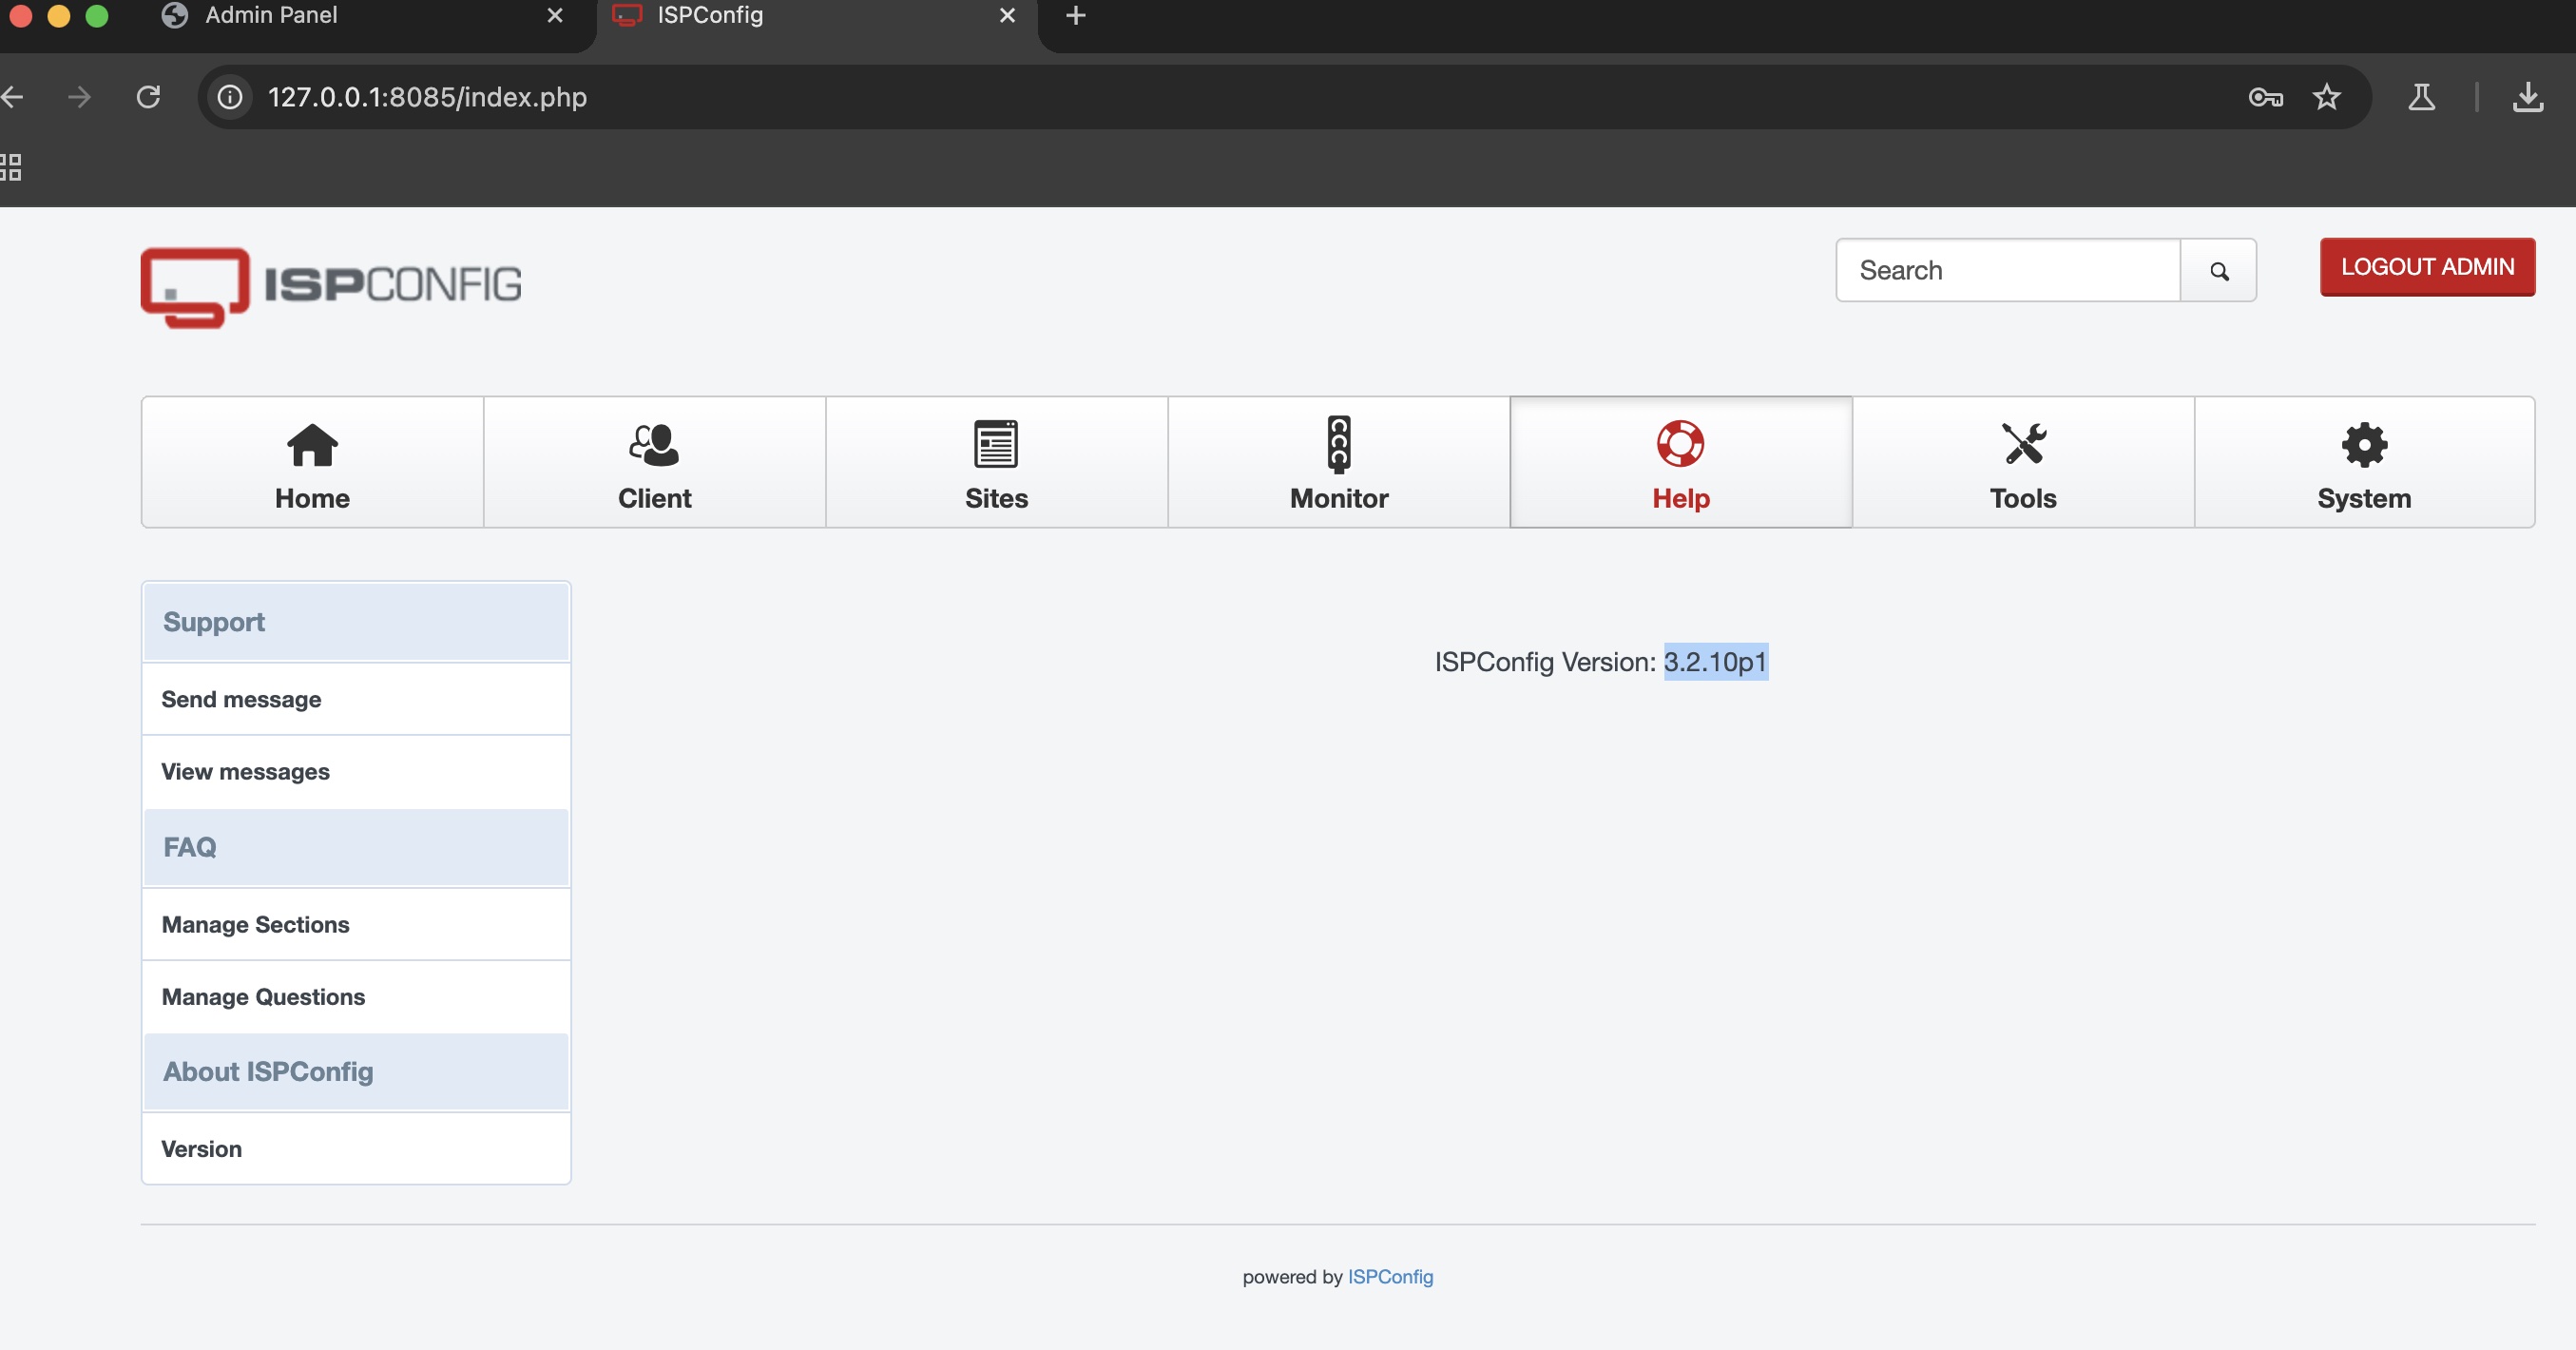 Admin Panel
ISPConfig
127.0.0.1:8085/index.php
ISPCONFIG
Search
LOGOUT ADMIN
Home
Client
Sites
Monitor
Help
Tools
System
Support
Send message
View messages
FAQ
Manage Sections
Manage Questions
About ISPConfig
Version
ISPConfig Version: 3.2.10p1
powered by ISPConfig